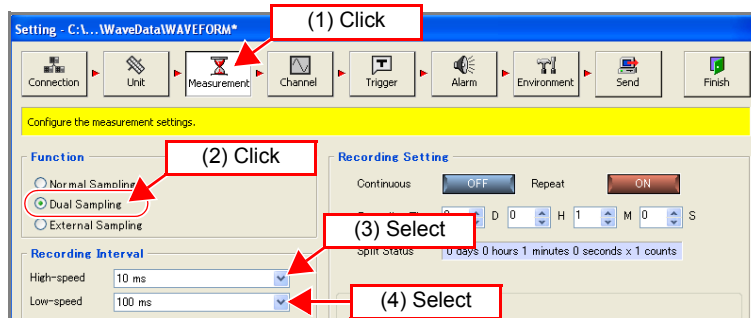 Setting - C:\...\WaveData\WAVEFORM*
(1) Click
Connection
Unit
Measurement
Channel
Trigger
Alarm
Environment
Send
Finish
Configure the measurement settings.
Function
(2) Click
Normal Sampling
Dual Sampling
External Sampling
Recording Interval
High-speed 10 ms
Low-speed 100 ms
Recording Setting
Continuous OFF Repeat ON
D 0 H 1 M 0 S
(3) Select
Split Status 0 days 0 hours 1 minutes 0 seconds x 1 counts
(4) Select